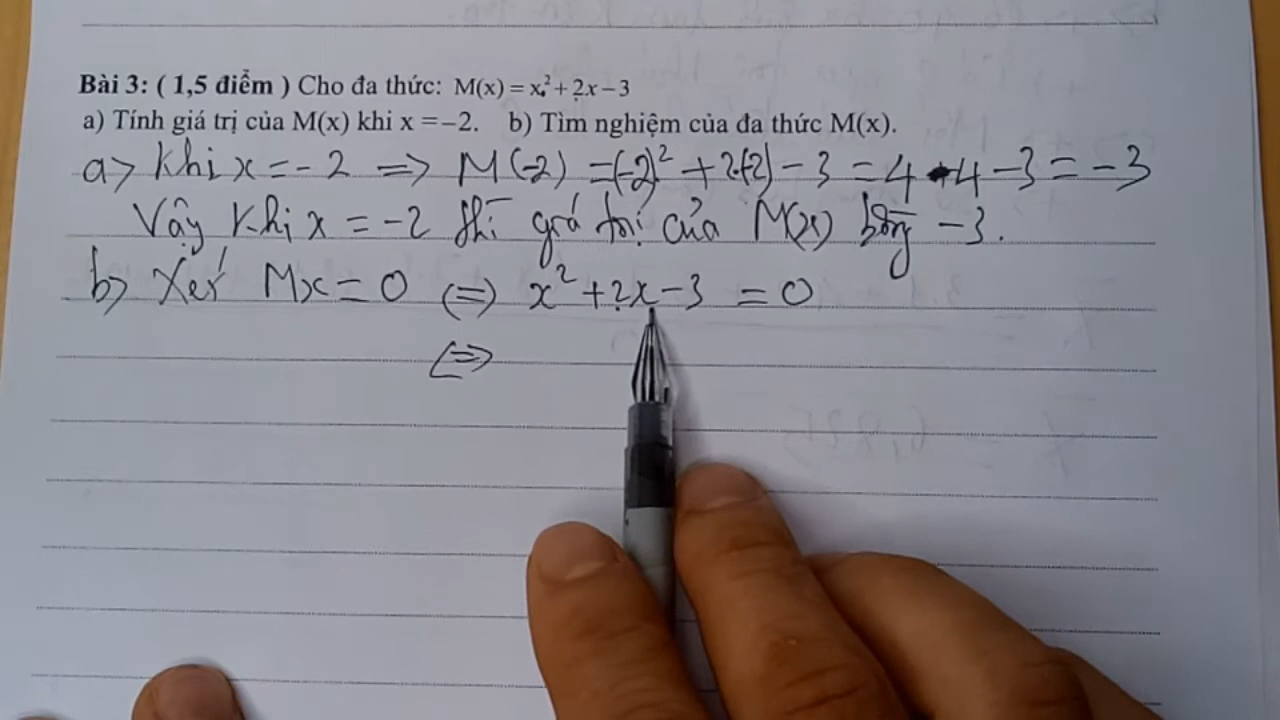 Bài 3: ( 1,5 điểm ) Cho đa thức: M(x) = x² + 2x – 3
a) Tính giá trị của M(x) khi x = –2. b) Tìm nghiệm của đa thức M(x).
a> Khi x = -2 => M(-2) = (-2)² + 2.(-2) - 3 = 4 - 4 - 3 = -3
Vậy khi x = -2 thì giá trị của M(x) bằng -3.
b> Xét Mx = 0 <=> x² + 2x - 3 = 0
<=>